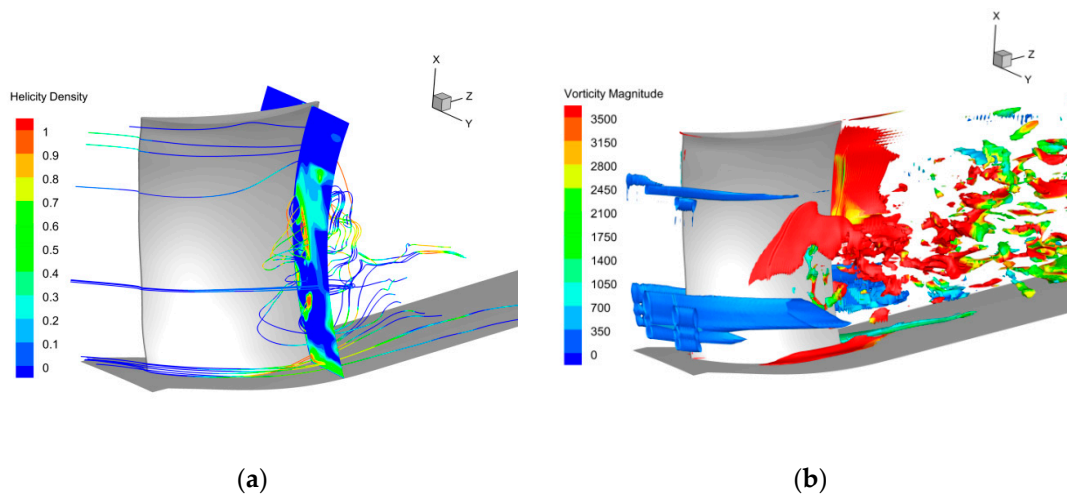 Helicity Density
1
0.9
0.8
0.7
0.6
0.5
0.4
0.3
0.2
0.1
0
X
Z
Y
(a)
Vorticity Magnitude
3500
3150
2800
2450
2100
1750
1400
1050
700
350
0
X
Z
Y
(b)